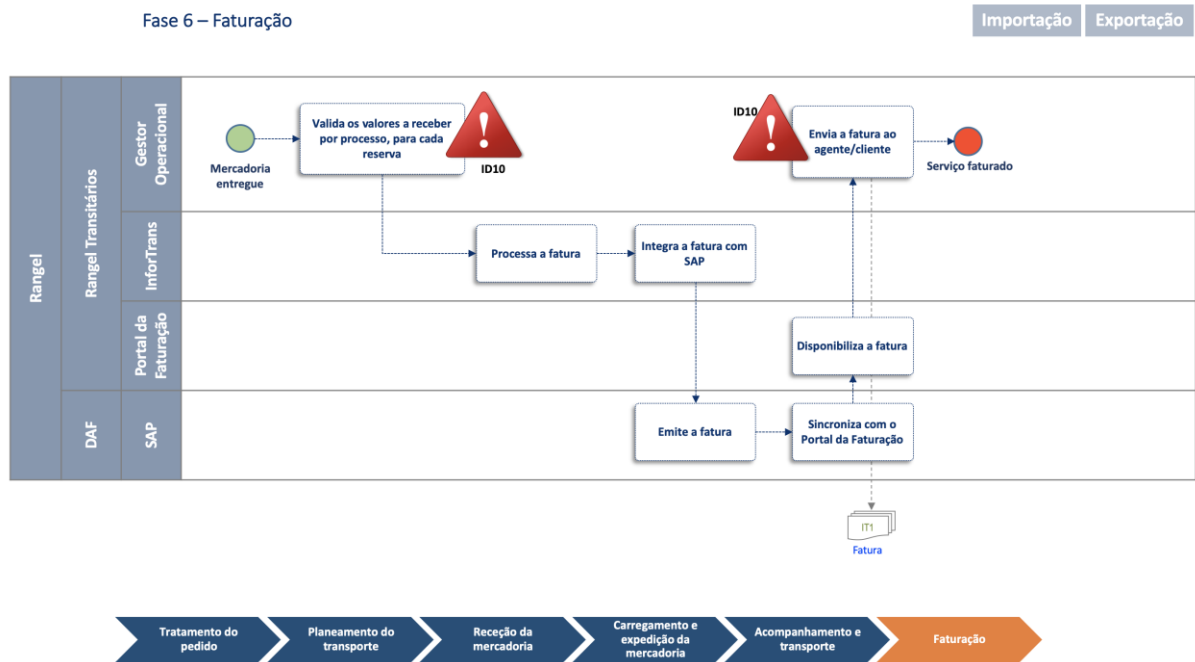 Fase 6 – Faturação
Importação
Exportação
Rangel
Rangel Transitários
Gestor
Operacional
Mercadoria
entregue
Valida os valores a receber
por processo, para cada
reserva
ID10
ID10
Envia a fatura ao
agente/cliente
Serviço faturado
InforTrans
Processa a fatura
Integra a fatura com
SAP
Portal da
Faturação
Disponibiliza a fatura
DAF
SAP
Emite a fatura
Sincroniza com o
Portal da Faturação
IT1
Fatura
Tratamento do
pedido
Planeamento do
transporte
Receção da
mercadoria
Carregamento e
expedição da
mercadoria
Acompanhamento e
transporte
Faturação